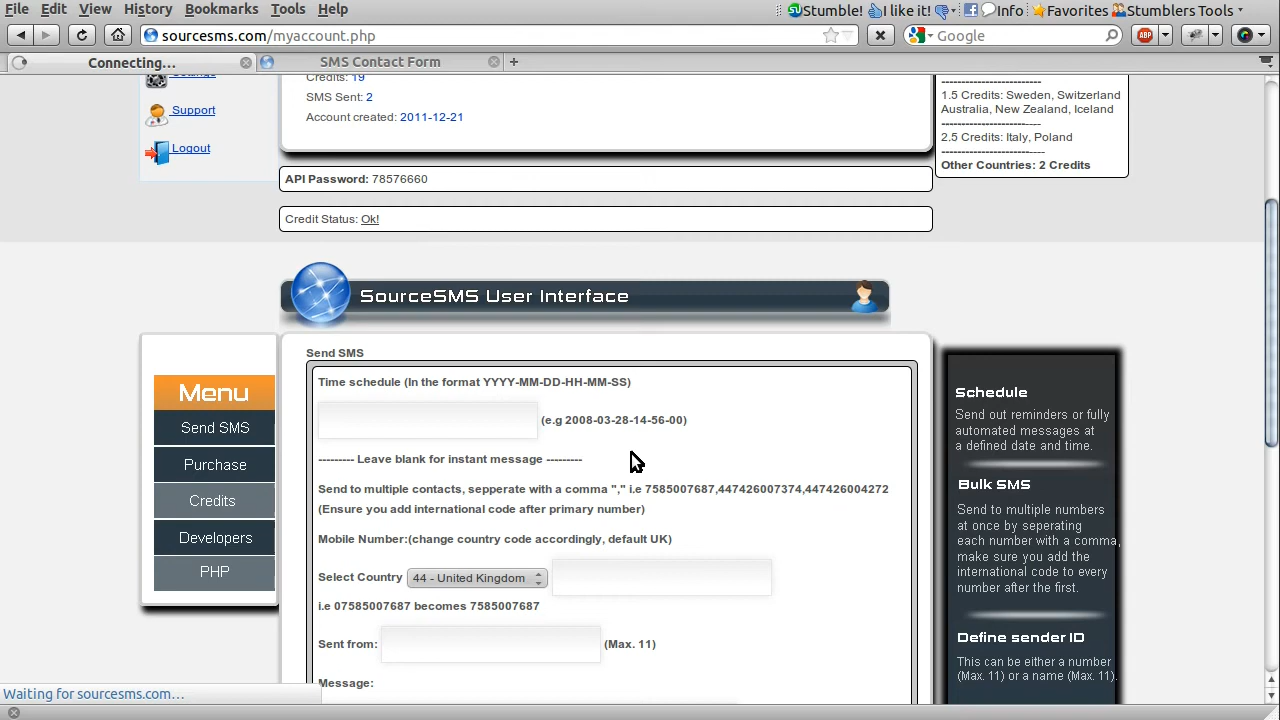 File Edit View History Bookmarks Tools Help
Stumble! I like it! Info Favorites Stumblers Tools
sourcesms.com/myaccount.php
Google
ABP
Connecting...
SMS Contact Form
Credits: 19
SMS Sent: 2
Account created: 2011-12-21
Support
Logout
-------------------------
1.5 Credits: Sweden, Switzerland
Australia, New Zealand, Iceland
-------------------------
2.5 Credits: Italy, Poland
--------------------------
Other Countries: 2 Credits
API Password: 78576660
Credit Status: Ok!
SourceSMS User Interface
Menu
Send SMS
Purchase
Credits
Developers
PHP
Send SMS
Time schedule (In the format YYYY-MM-DD-HH-MM-SS)
(e.g 2008-03-28-14-56-00)
--------- Leave blank for instant message ---------
Send to multiple contacts, sepperate with a comma "," i.e 7585007687,447426007374,447426004272
(Ensure you add international code after primary number)
Mobile Number:(change country code accordingly, default UK)
Select Country 44 - United Kingdom
i.e 07585007687 becomes 7585007687
Sent from: (Max. 11)
Message:
Schedule
Send out reminders or fully
automated messages at
a defined date and time.
Bulk SMS
Send to multiple numbers
at once by seperating
each number with a comma,
make sure you add the
international code to every
number after the first.
Define sender ID
This can be either a number
(Max. 11) or a name (Max. 11).
Waiting for sourcesms.com...